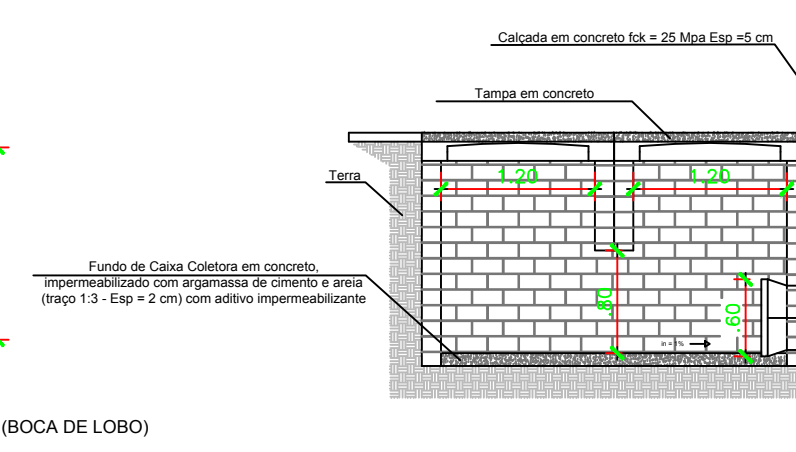 Calçada em concreto fck = 25 Mpa Esp =5 cm
Tampa em concreto
Terra
1.20
1.20
Fundo de Caixa Coletora em concreto,
impermeabilizado com argamassa de cimento e areia
(traço 1:3 - Esp = 2 cm) com aditivo impermeabilizante
.80
.60
in = 1%
(BOCA DE LOBO)